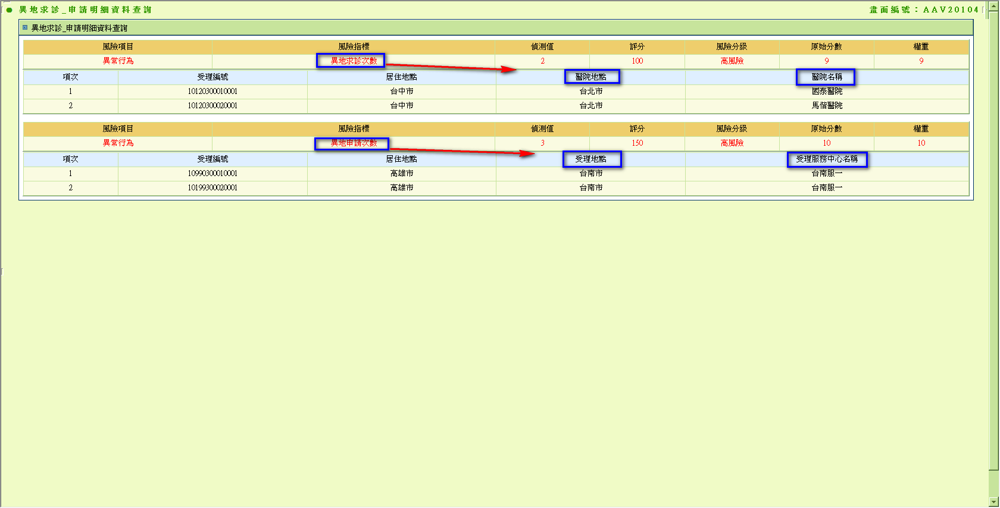 異地求診_申請明細資料查詢 畫面編號：AAV20104
異地求診_申請明細資料查詢
風險項目 風險指標 偵測值 評分 風險分級 原始分數 權重
異常行為 異地求診次數 2 100 高風險 9 9
項次 受理編號 居住地點 醫院地點 醫院名稱
1 10120300010001 台中市 台北市 國泰醫院
2 10120300020001 台中市 台北市 馬偕醫院
風險項目 風險指標 偵測值 評分 風險分級 原始分數 權重
異常行為 異地申請次數 3 150 高風險 10 10
項次 受理編號 居住地點 受理地點 受理服務中心名稱
1 10990300010001 高雄市 台南市 台南服一
2 10199300020001 高雄市 台南市 台南服一